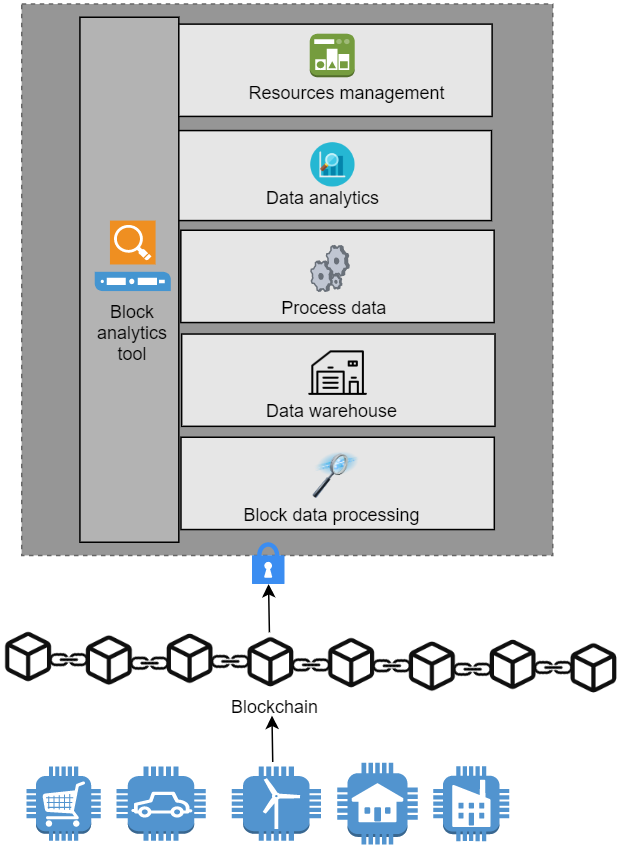 Resources management
Data analytics
Process data
Block
analytics
tool
Data warehouse
Block data processing
Blockchain